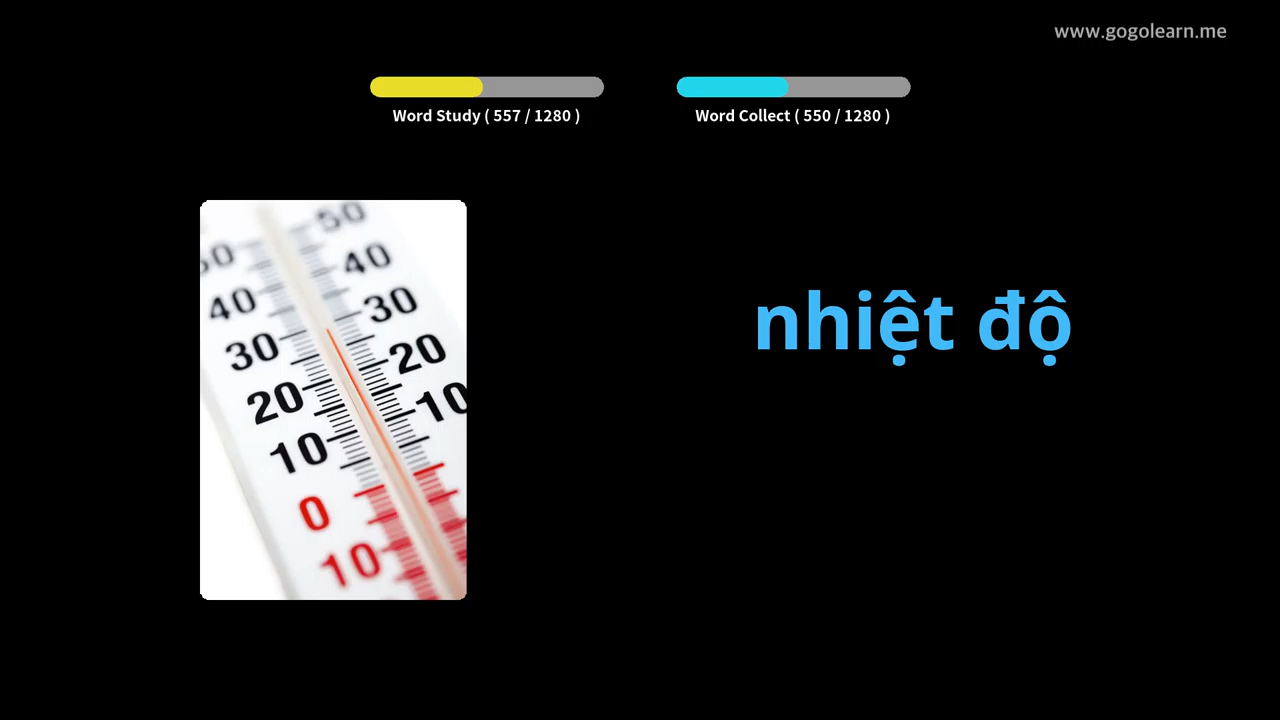 www.gogolearn.me
Word Study ( 557 / 1280 )
Word Collect ( 550 / 1280 )
nhiệt độ
50
40
40
30
30
20
20
10
10
0
10